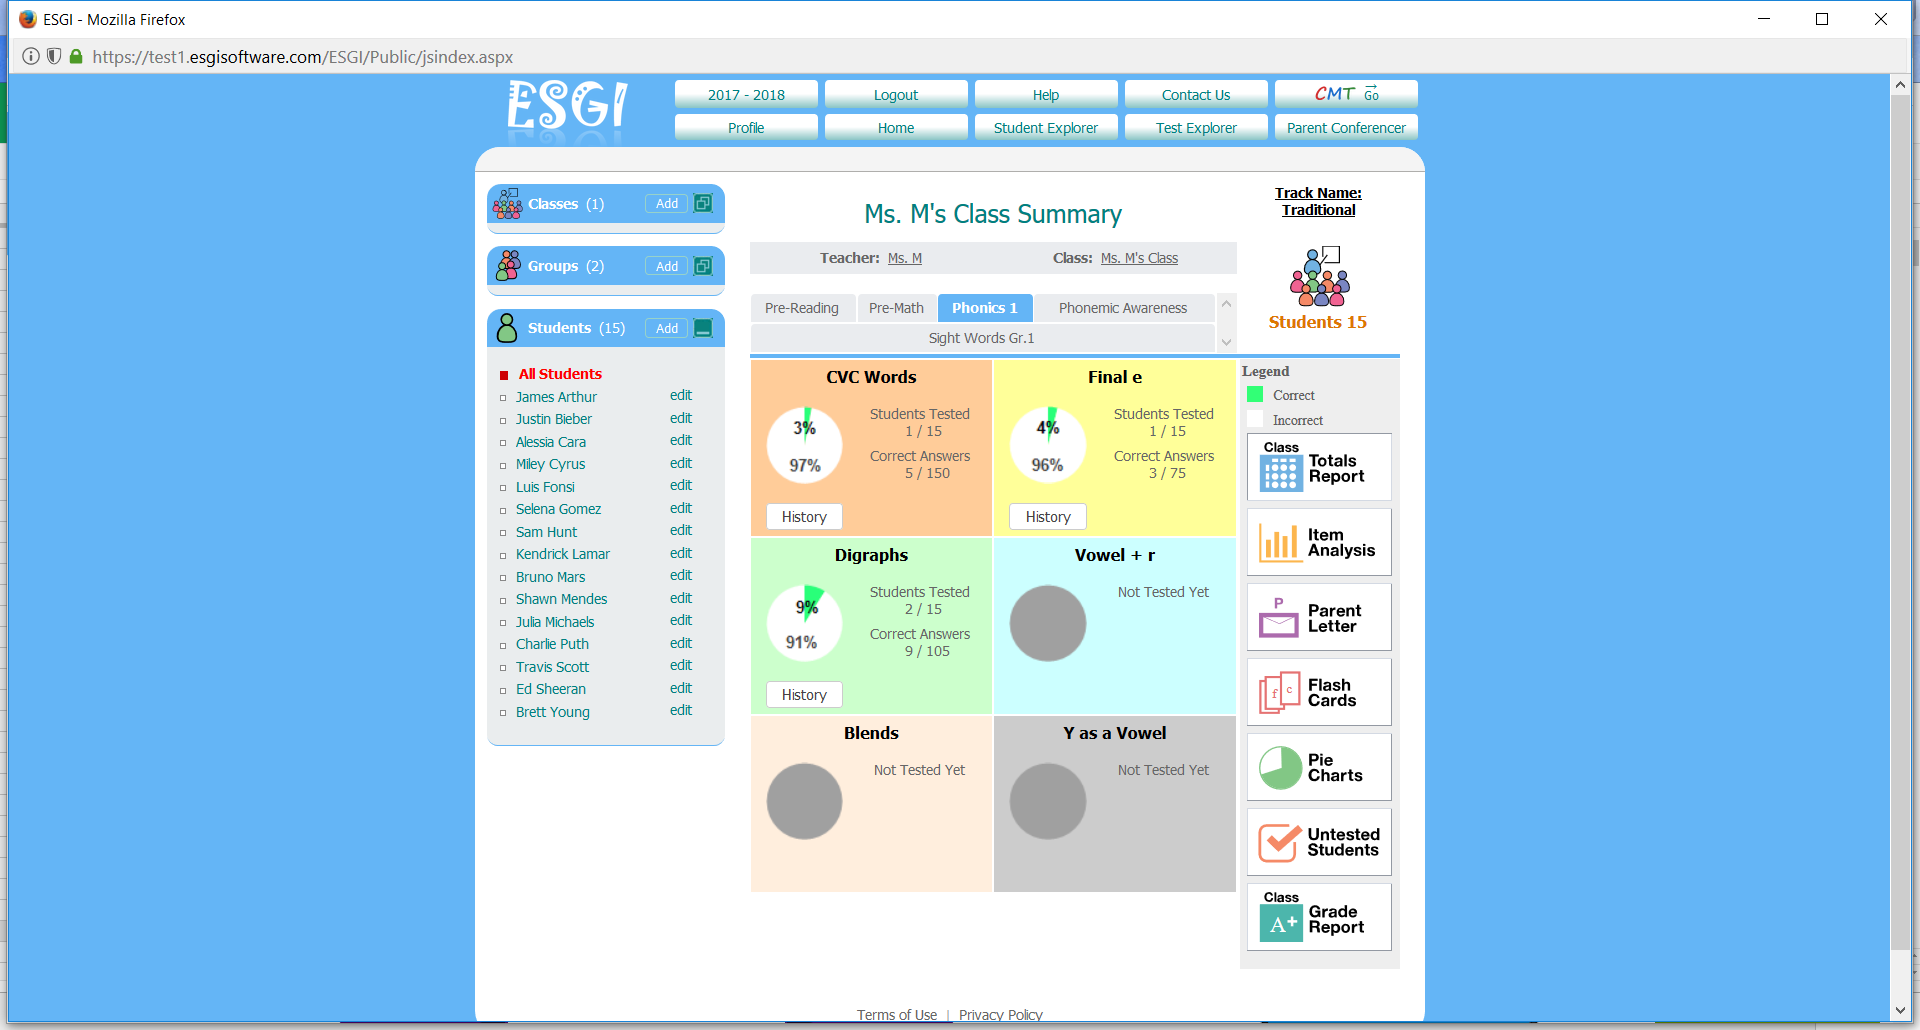 ESGI - Mozilla Firefox
https://test1.esgisoftware.com/ESGI/Public/jsindex.aspx
ESGI
2017 - 2018
Logout
Help
Contact Us
CMT Go
Profile
Home
Student Explorer
Test Explorer
Parent Conferencer
Classes (1)
Add
Groups (2)
Add
Students (15)
Add
All Students
James Arthur edit
Justin Bieber edit
Alessia Cara edit
Miley Cyrus edit
Luis Fonsi edit
Selena Gomez edit
Sam Hunt edit
Kendrick Lamar edit
Bruno Mars edit
Shawn Mendes edit
Julia Michaels edit
Charlie Puth edit
Travis Scott edit
Ed Sheeran edit
Brett Young edit
Ms. M's Class Summary
Teacher: Ms. M
Class: Ms. M's Class
Pre-Reading
Pre-Math
Phonics 1
Phonemic Awareness
Sight Words Gr.1
Track Name:
Traditional
Students 15
CVC Words
3%
97%
Students Tested
1 / 15
Correct Answers
5 / 150
History
Final e
4%
96%
Students Tested
1 / 15
Correct Answers
3 / 75
History
Digraphs
9%
91%
Students Tested
2 / 15
Correct Answers
9 / 105
History
Vowel + r
Not Tested Yet
Blends
Not Tested Yet
Y as a Vowel
Not Tested Yet
Legend
Correct
Incorrect
Class
Totals
Report
Item
Analysis
P
Parent
Letter
f c
Flash
Cards
Pie
Charts
Untested
Students
Class
A+
Grade
Report
Terms of Use | Privacy Policy